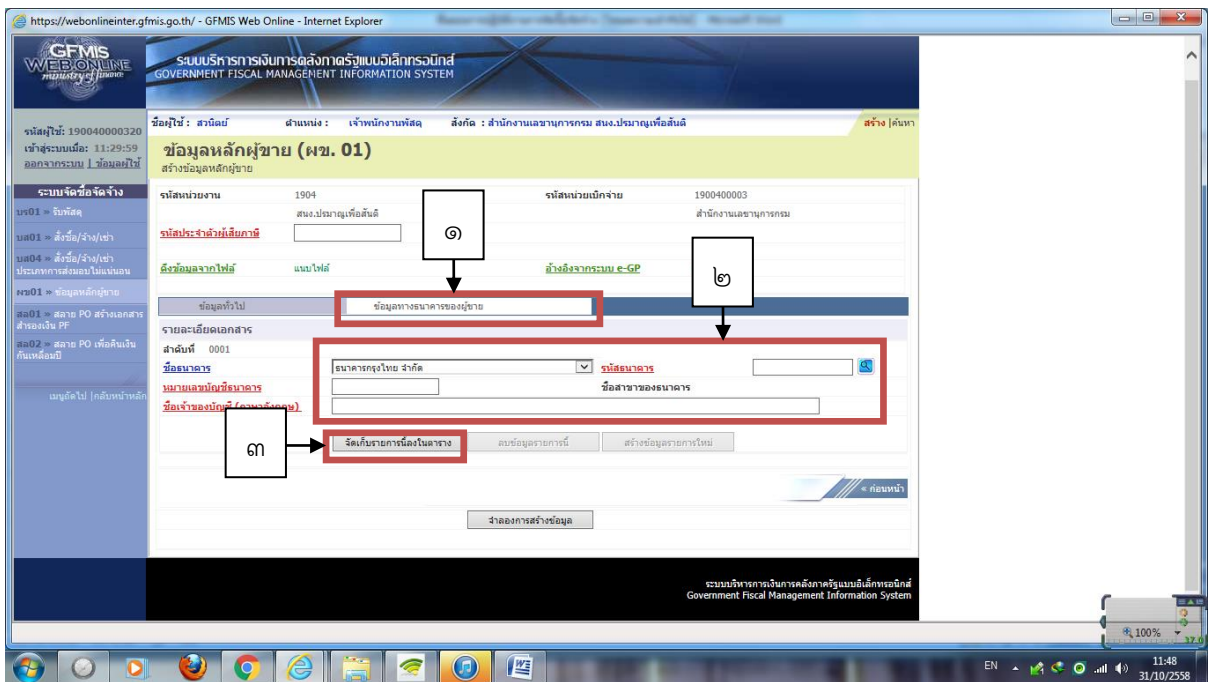 https://webonlineinter.gfmis.go.th/ - GFMIS Web Online - Internet Explorer
GFMIS
WEB ONLINE
ministry of finance
ระบบบริหารการเงินการคลังภาครัฐแบบอิเล็กทรอนิกส์
GOVERNMENT FISCAL MANAGEMENT INFORMATION SYSTEM
รหัสผู้ใช้: 190040000320
เข้าสู่ระบบเมื่อ: 11:29:59
ออกจากระบบ | ข้อมูลผู้ใช้
ชื่อผู้ใช้ : สวนิตย์ ตำแหน่ง : เจ้าพนักงานพัสดุ สังกัด : สำนักงานเลขานุการกรม สนง.ปรมาณูเพื่อสันติ
สร้าง |ค้นหา
ข้อมูลหลักผู้ขาย (ผข. 01)
สร้างข้อมูลหลักผู้ขาย
ระบบจัดซื้อจัดจ้าง
บร01 » รับพัสดุ
บส01 » สั่งซื้อ/จ้าง/เช่า
บส04 » สั่งซื้อ/จ้าง/เช่า
ประเภทการส่งมอบไม่แน่นอน
ผข01 » ข้อมูลหลักผู้ขาย
สล01 » สลาย PO สร้างเอกสาร
สำรองเงิน PF
สล02 » สลาย PO เพื่อคืนเงิน
กันเหลื่อมปี
เมนูถัดไป |กลับหน้าหลัก
รหัสหน่วยงาน 1904 รหัสหน่วยเบิกจ่าย 1900400003
สนง.ปรมาณูเพื่อสันติ สำนักงานเลขานุการกรม
รหัสประจำตัวผู้เสียภาษี
๑
๒
ดึงข้อมูลจากไฟล์ แนบไฟล์ อ้างอิงจากระบบ e-GP
ข้อมูลทั่วไป ข้อมูลทางธนาคารของผู้ขาย
รายละเอียดเอกสาร
ลำดับที่ 0001
ชื่อธนาคาร ธนาคารกรุงไทย จำกัด รหัสธนาคาร
หมายเลขบัญชีธนาคาร ชื่อสาขาของธนาคาร
ชื่อเจ้าของบัญชี (ภาษาอังกฤษ)
๓
จัดเก็บรายการนี้ลงในตาราง ลบข้อมูลรายการนี้ สร้างข้อมูลรายการใหม่
« ก่อนหน้า
จำลองการสร้างข้อมูล
ระบบบริหารการเงินการคลังภาครัฐแบบอิเล็กทรอนิกส์
Government Fiscal Management Information System
100%
17.0
EN
11:48
31/10/2558